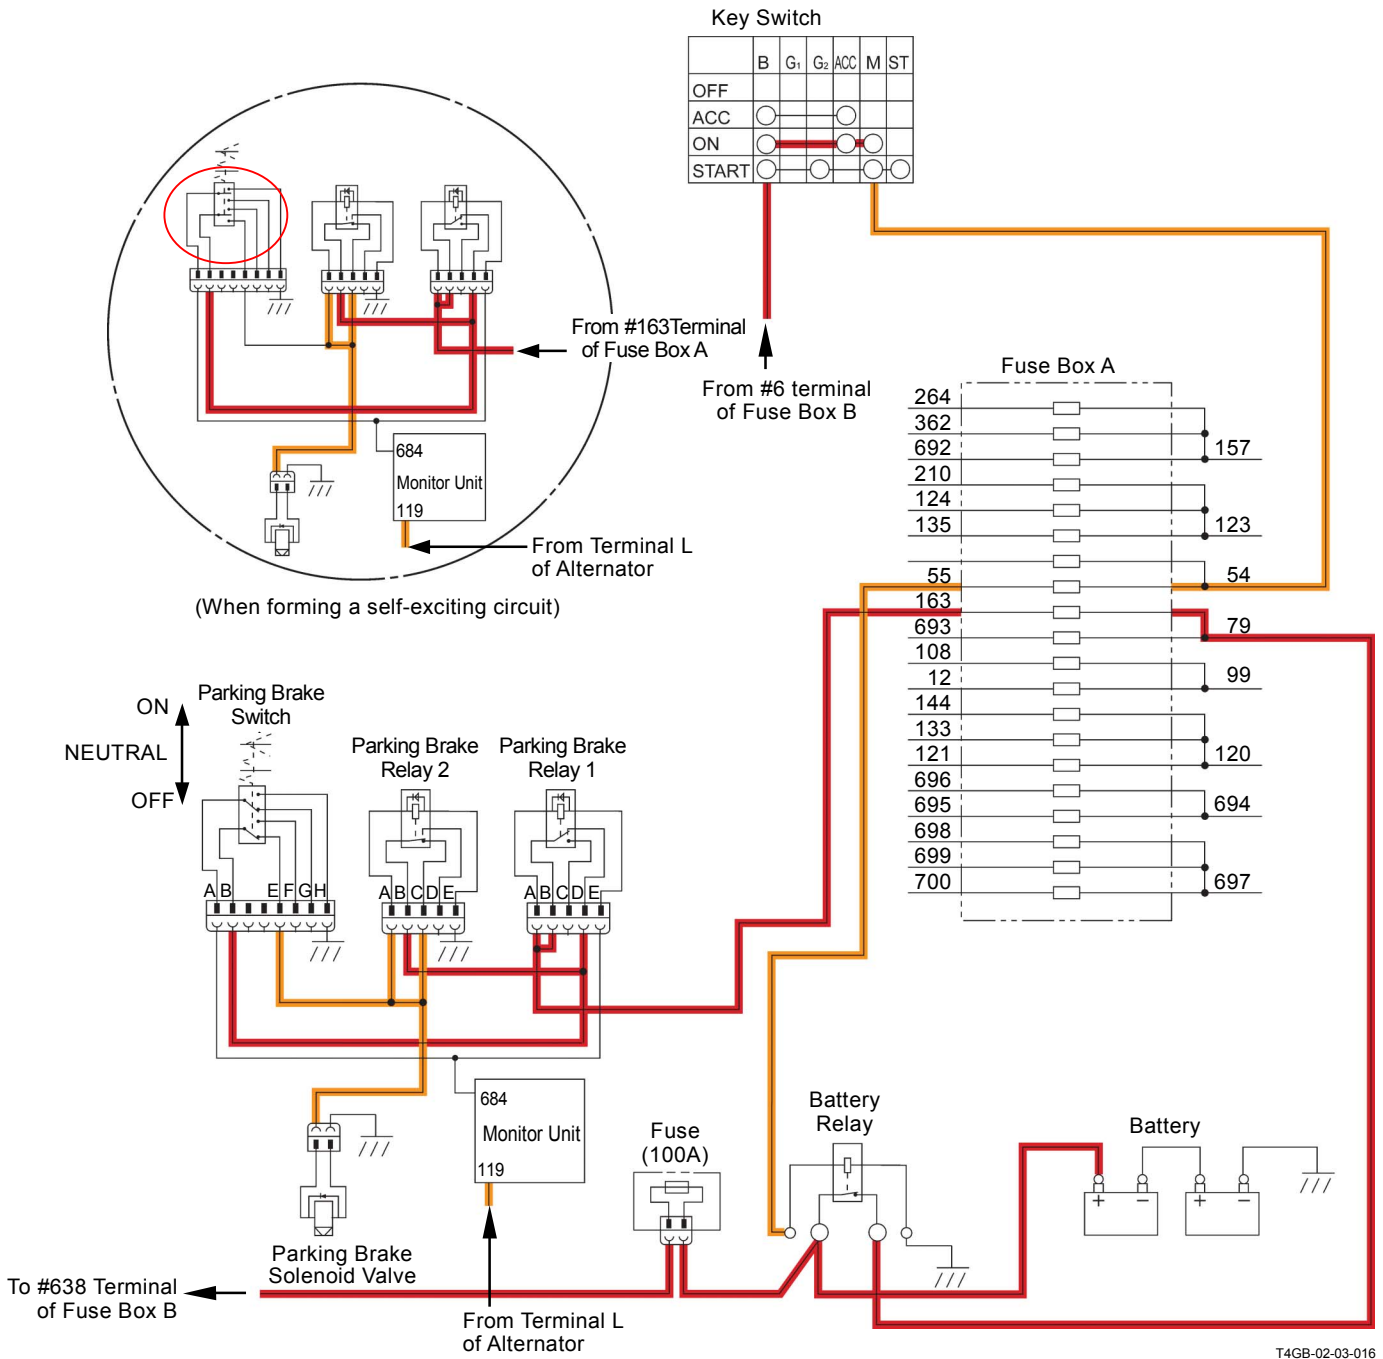 Key Switch
B G1 G2 ACC M ST
OFF
ACC
ON
START
From #163Terminal
of Fuse Box A
From #6 terminal
of Fuse Box B
684
Monitor Unit
119
From Terminal L
of Alternator
(When forming a self-exciting circuit)
Fuse Box A
264
362
692
157
210
124
135
123
55
54
163
693
79
108
12
99
144
133
121
120
696
695
694
698
699
700
697
ON
NEUTRAL
OFF
Parking Brake
Switch
Parking Brake
Relay 2
Parking Brake
Relay 1
A B E F G H
A B C D E
A B C D E
684
Monitor Unit
119
Fuse
(100A)
Battery
Relay
Battery
+ − + −
Parking Brake
Solenoid Valve
To #638 Terminal
of Fuse Box B
From Terminal L
of Alternator
T4GB-02-03-016